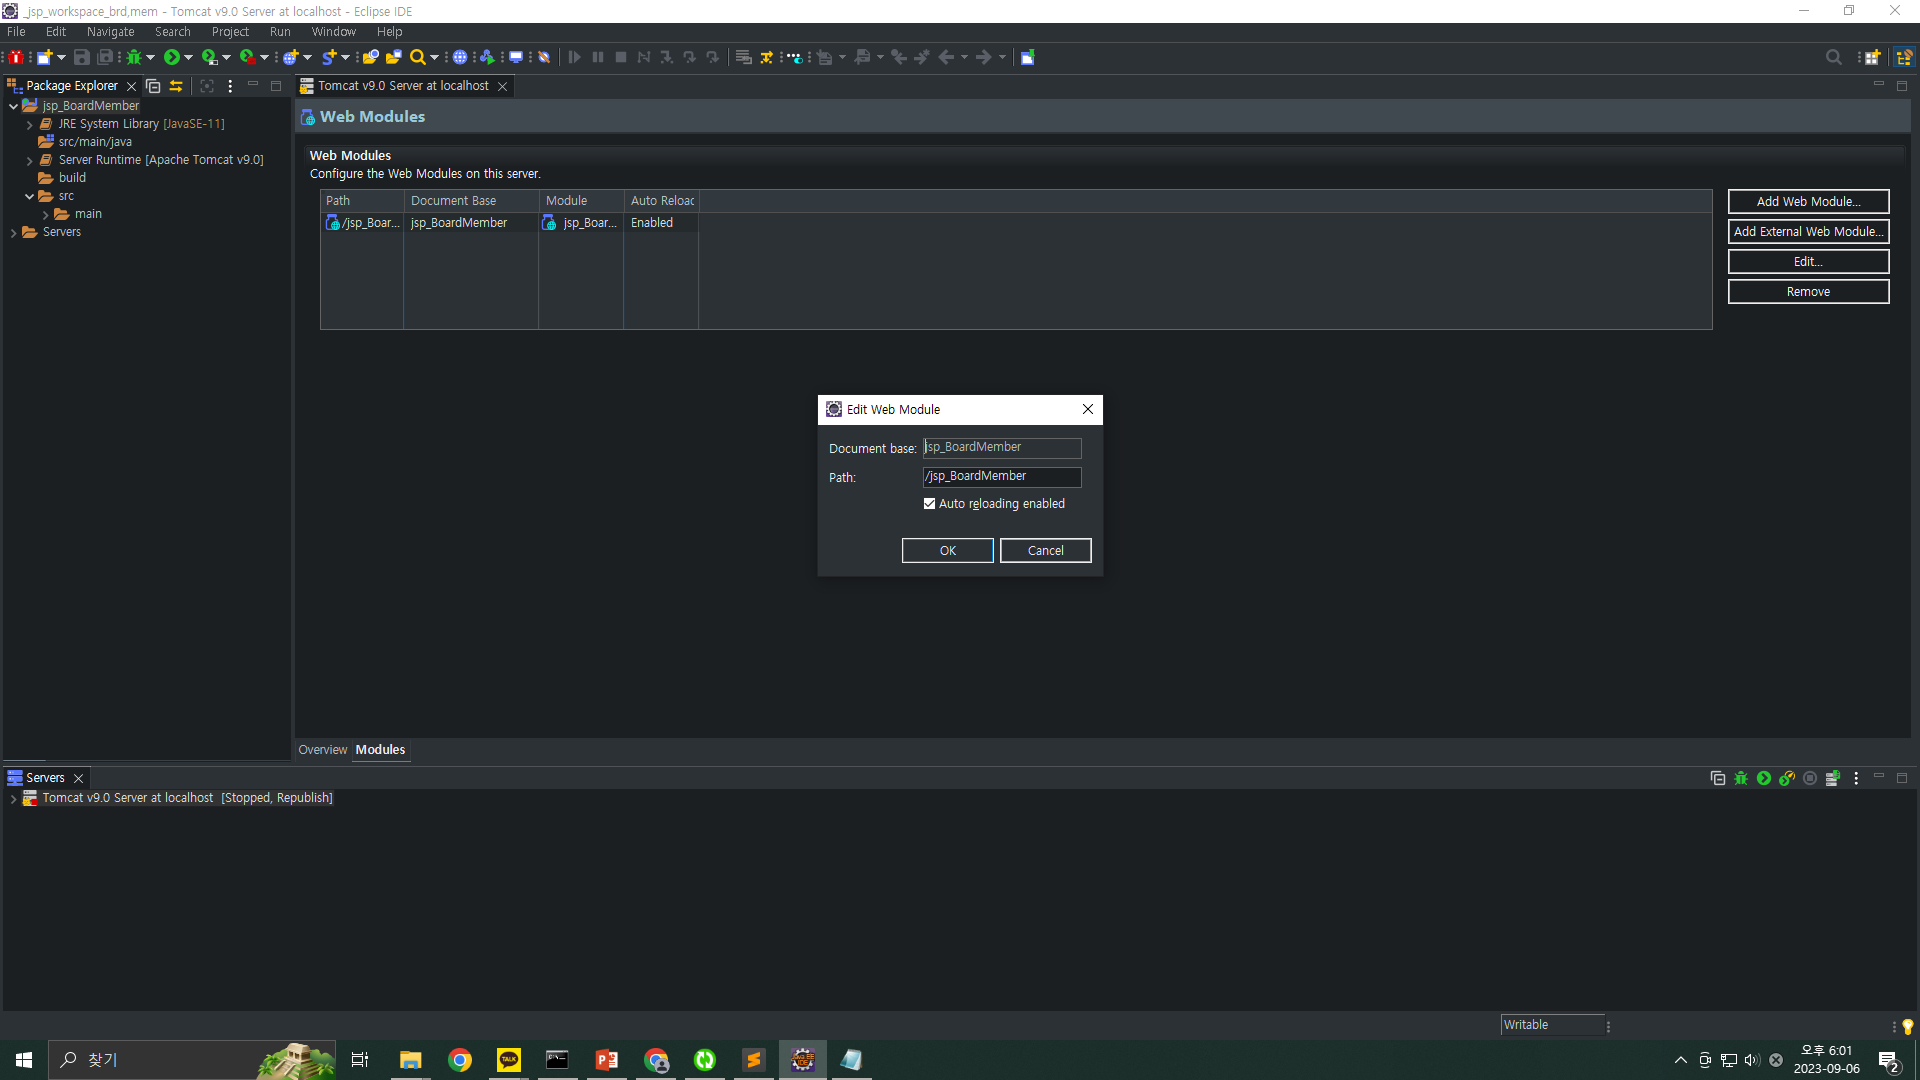 _jsp_workspace_brd,mem - Tomcat v9.0 Server at localhost - Eclipse IDE
File Edit Navigate Search Project Run Window Help
Package Explorer
Tomcat v9.0 Server at localhost
jsp_BoardMember
JRE System Library [JavaSE-11]
src/main/java
Server Runtime [Apache Tomcat v9.0]
build
src
main
Servers
Web Modules
Web Modules
Configure the Web Modules on this server.
Path Document Base Module Auto Reloac
/jsp_Boar... jsp_BoardMember jsp_Boar... Enabled
Add Web Module...
Add External Web Module...
Edit...
Remove
Edit Web Module
Document base: jsp_BoardMember
Path: /jsp_BoardMember
Auto reloading enabled
OK Cancel
Overview Modules
Servers
Tomcat v9.0 Server at localhost [Stopped, Republish]
Writable
찾기
TALK
오후 6:01
2023-09-06
2